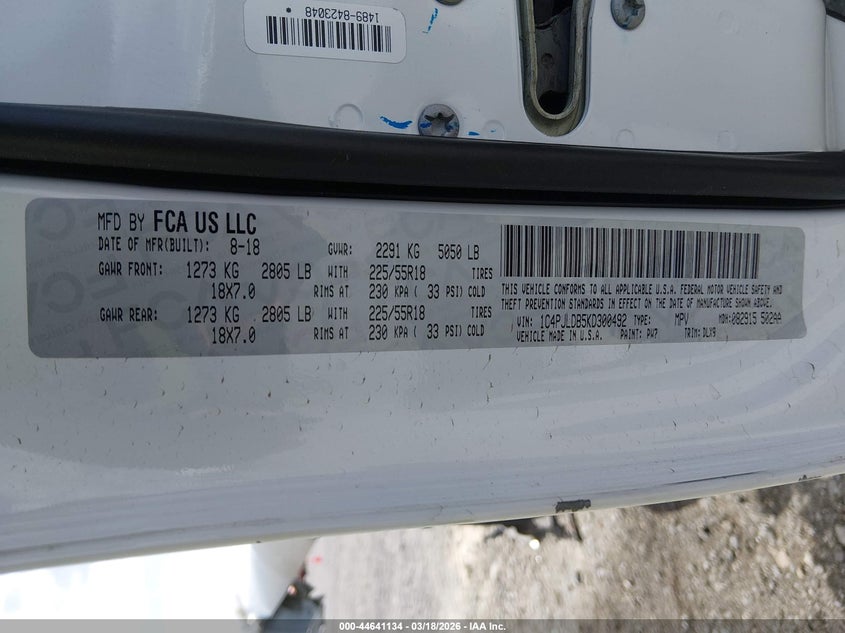 1489-8423048
MFD BY FCA US LLC
DATE OF MFR(BUILT): 8-18 GVWR: 2291 KG 5050 LB
GAWR FRONT: 1273 KG 2805 LB WITH 225/55R18 TIRES
18X7.0 RIMS AT 230 KPA ( 33 PSI) COLD
GAWR REAR: 1273 KG 2805 LB WITH 225/55R18 TIRES
18X7.0 RIMS AT 230 KPA ( 33 PSI) COLD
THIS VEHICLE CONFORMS TO ALL APPLICABLE U.S.A. FEDERAL MOTOR VEHICLE SAFETY AND
THEFT PREVENTION STANDARDS IN EFFECT ON THE DATE OF MANUFACTURE SHOWN ABOVE.
VIN: 1C4PJLDB5KD300492 TYPE: MPV MDH: 082915 502AA
VEHICLE MADE IN U.S.A. PAINT: PW7 TRIM: DLX9
000-44641134 - 03/18/2026 - IAA Inc.